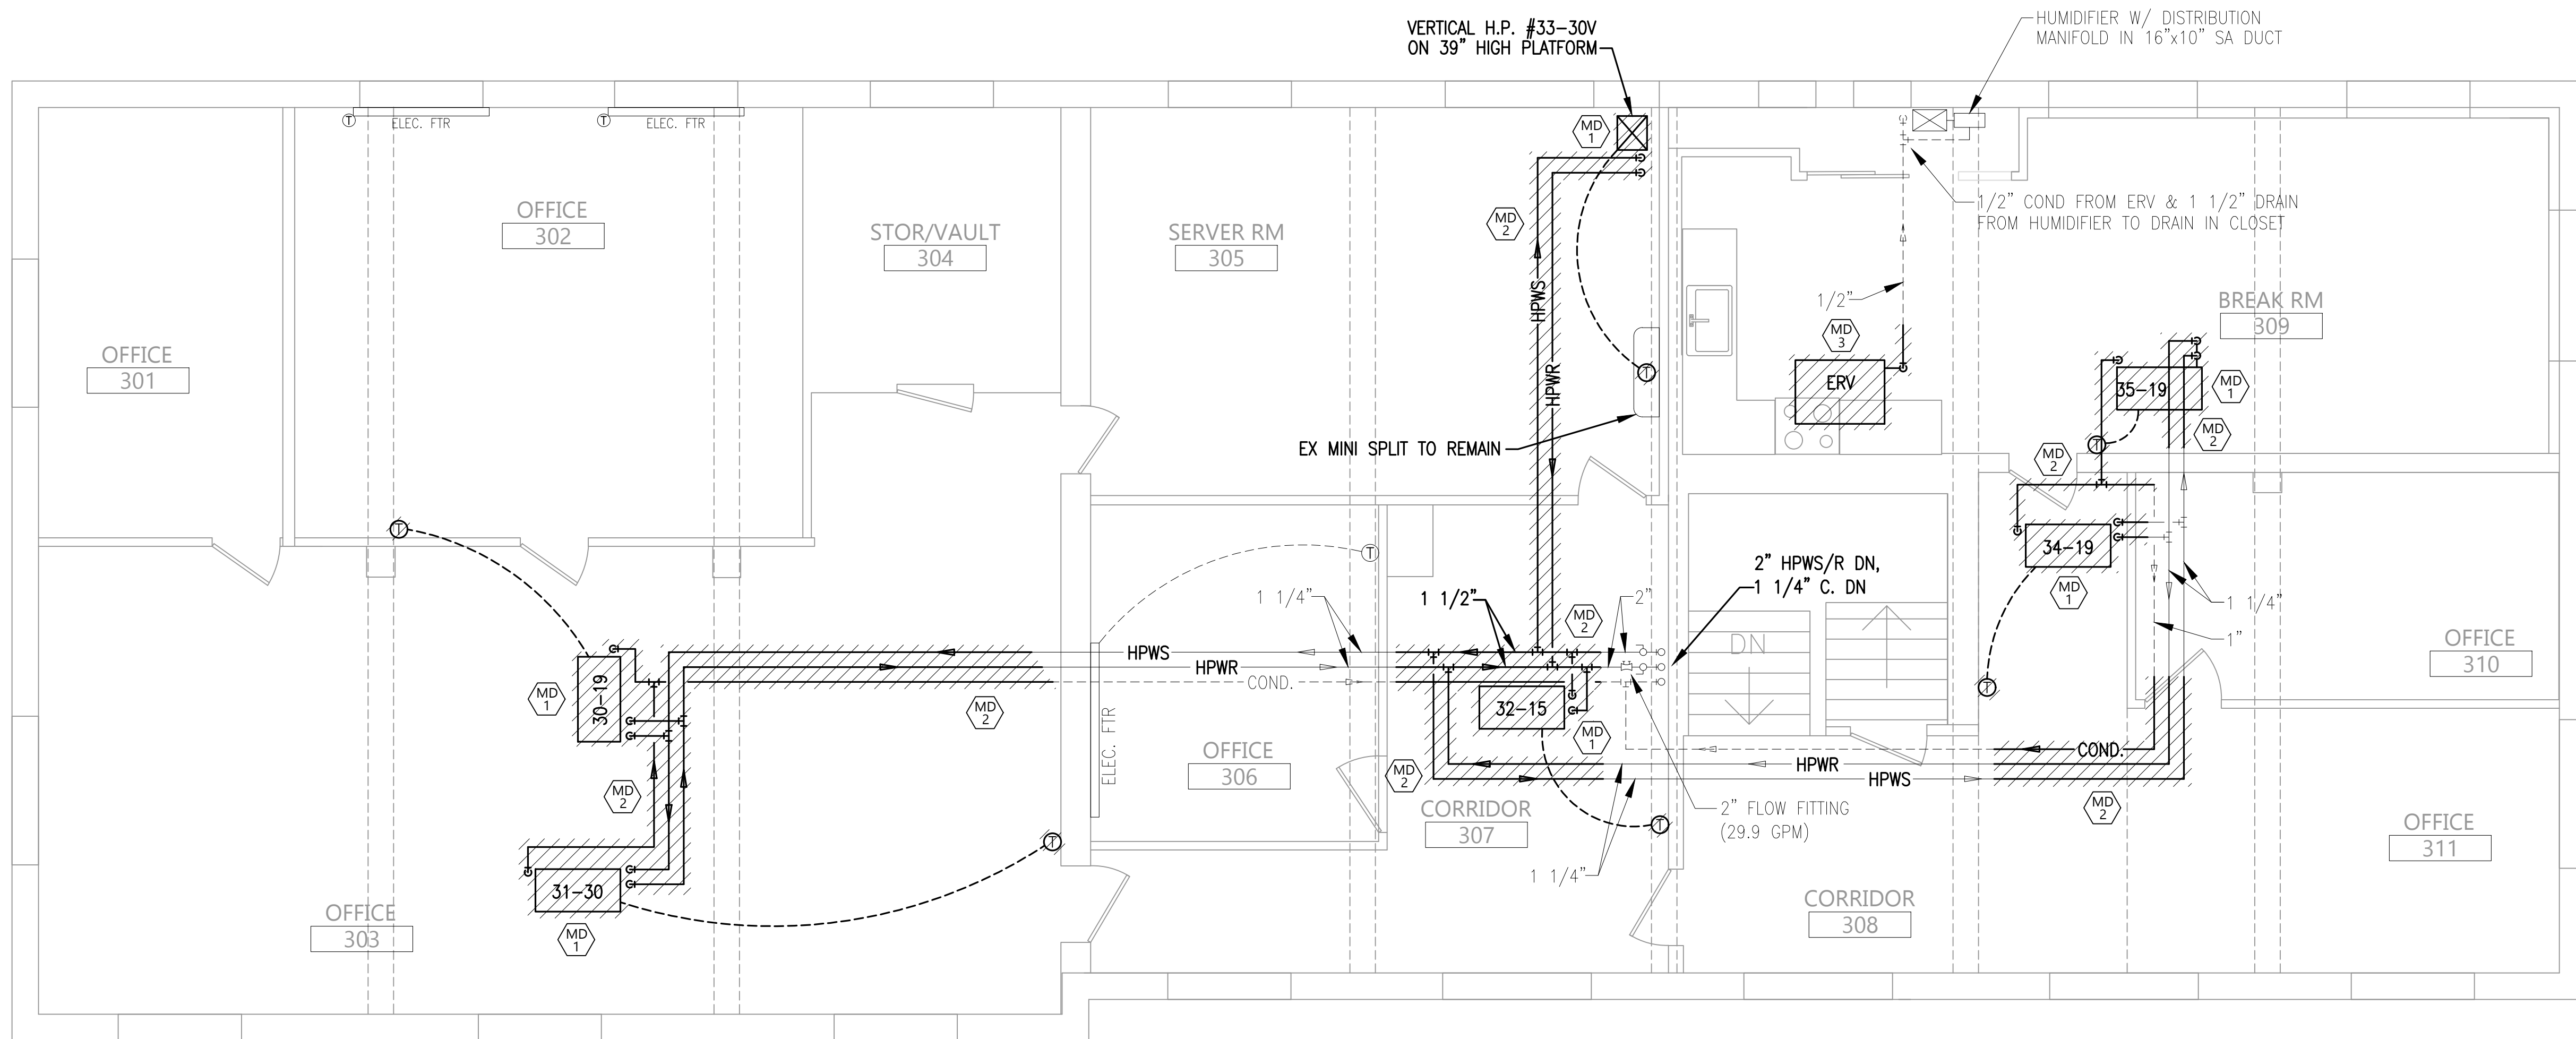 VERTICAL H.P. #33-30V
ON 39" HIGH PLATFORM
HUMIDIFIER W/ DISTRIBUTION
MANIFOLD IN 16"x10" SA DUCT
T
ELEC. FTR
T
ELEC. FTR
MD
1
1/2" COND FROM ERV & 1 1/2" DRAIN
FROM HUMIDIFIER TO DRAIN IN CLOSET
OFFICE
302
STOR/VAULT
304
SERVER RM
305
MD
2
HPWS
HPWR
1/2"
BREAK RM
309
OFFICE
301
MD
3
ERV
T
35-19
MD
1
MD
2
T
EX MINI SPLIT TO REMAIN
MD
2
T
T
34-19
MD
1
2" HPWS/R DN,
1 1/4" C. DN
1 1/4"
1 1/2"
MD
2
2"
1 1/4"
1"
DN
OFFICE
310
HPWS
HPWR
COND.
30-19
MD
1
MD
2
32-15
MD
1
T
ELEC. FTR
OFFICE
306
MD
2
COND.
HPWR
HPWS
MD
2
MD
2
CORRIDOR
307
2" FLOW FITTING
(29.9 GPM)
T
T
OFFICE
311
1 1/4"
31-30
MD
1
OFFICE
303
CORRIDOR
308